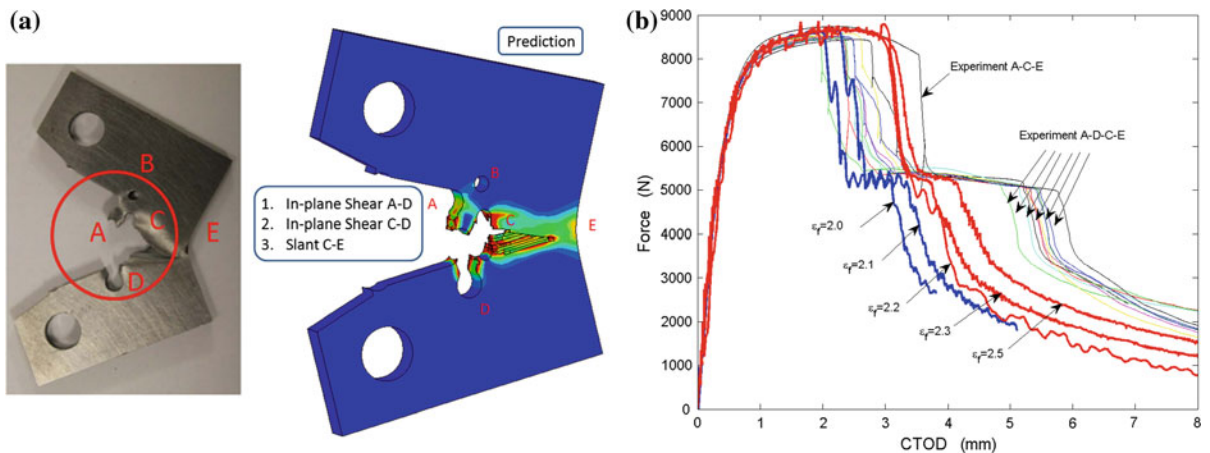 (a)
B
A
C
E
D
Prediction
1. In-plane Shear A-D
2. In-plane Shear C-D
3. Slant C-E
A
B
C
E
D
(b)
9000
8000
7000
6000
5000
4000
3000
2000
1000
0
Force
(N)
0 1 2 3 4 5 6 7 8
CTOD (mm)
Experiment A-C-E
Experiment A-D-C-E
εf=2.0
εf=2.1
εf=2.2
εf=2.3
εf=2.5